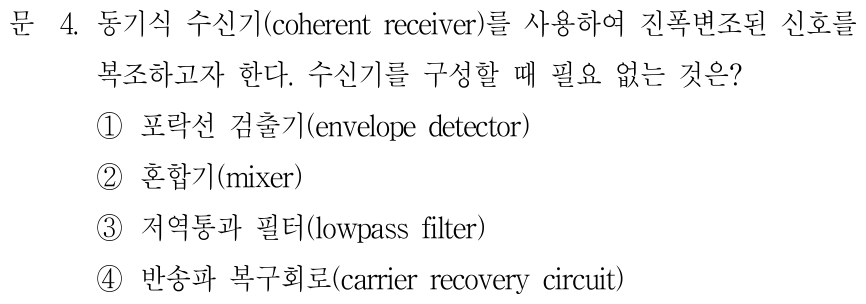 문 4. 동기식 수신기(coherent receiver)를 사용하여 진폭변조된 신호를
복조하고자 한다. 수신기를 구성할 때 필요 없는 것은?
① 포락선 검출기(envelope detector)
② 혼합기(mixer)
③ 저역통과 필터(lowpass filter)
④ 반송파 복구회로(carrier recovery circuit)